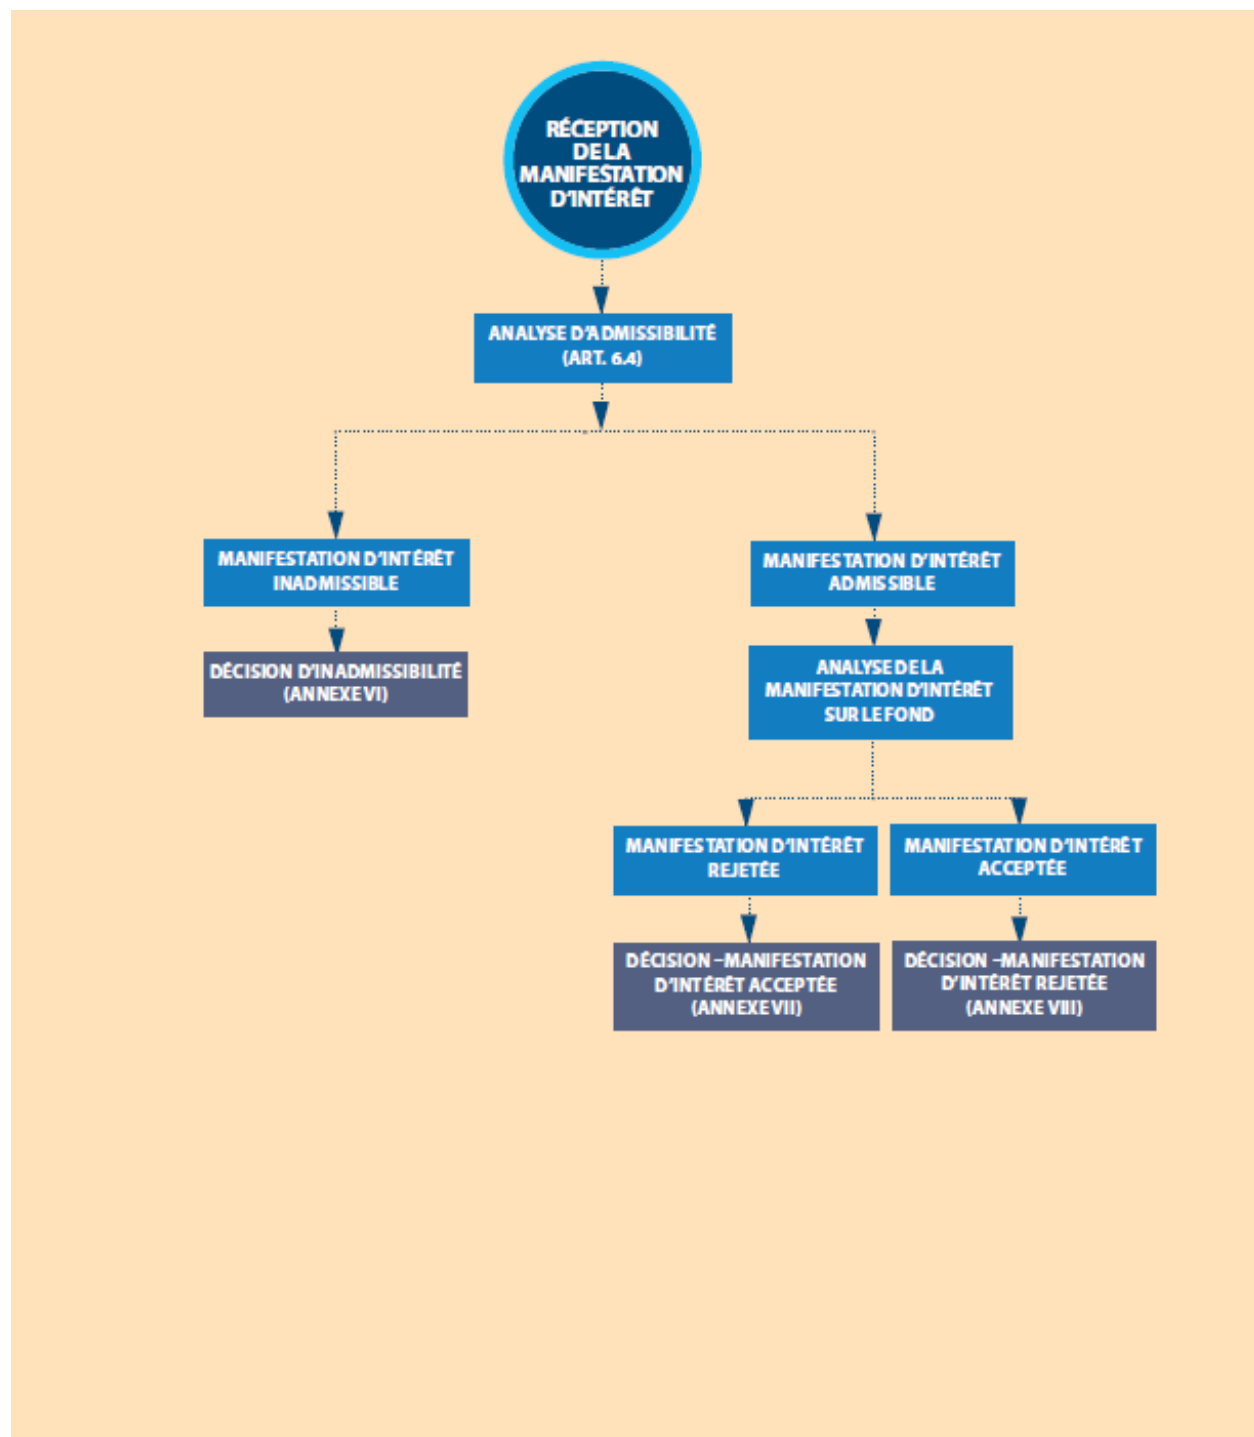 RÉCEPTION
DE LA
MANIFESTATION
D'INTÉRÊT
ANALYSE D'ADMISSIBILITÉ
(ART. 6.4)
MANIFESTATION D'INTÉRÊT
INADMISSIBLE
DÉCISION D'INADMISSIBILITÉ
(ANNEXE VI)
MANIFESTATION D'INTÉRÊT
ADMISSIBLE
ANALYSE DE LA
MANIFESTATION D'INTÉRÊT
SUR LE FOND
MANIFESTATION D'INTÉRÊT
REJETÉE
MANIFESTATION D'INTÉRÊT
ACCEPTÉE
DÉCISION –MANIFESTATION
D'INTÉRÊT ACCEPTÉE
(ANNEXE VII)
DÉCISION –MANIFESTATION
D'INTÉRÊT REJETÉE
(ANNEXE VIII)